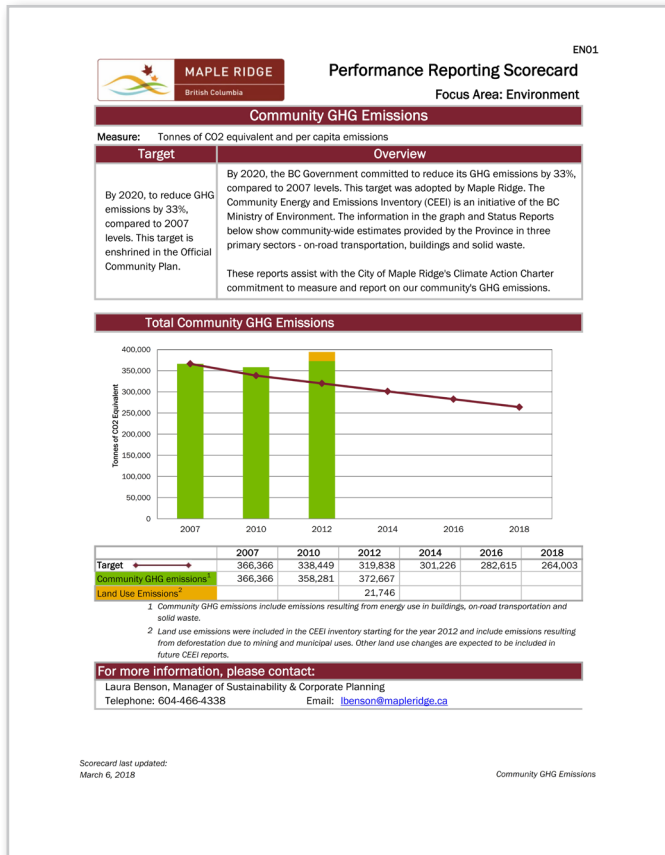 EN01
MAPLE RIDGE
British Columbia
Performance Reporting Scorecard
Focus Area: Environment
Community GHG Emissions
Measure: Tonnes of CO2 equivalent and per capita emissions
Target
Overview
By 2020, to reduce GHG
emissions by 33%,
compared to 2007
levels. This target is
enshrined in the Official
Community Plan.
By 2020, the BC Government committed to reduce its GHG emissions by 33%,
compared to 2007 levels. This target was adopted by Maple Ridge. The
Community Energy and Emissions Inventory (CEEI) is an initiative of the BC
Ministry of Environment. The information in the graph and Status Reports
below show community-wide estimates provided by the Province in three
primary sectors - on-road transportation, buildings and solid waste.
These reports assist with the City of Maple Ridge's Climate Action Charter
commitment to measure and report on our community's GHG emissions.
Total Community GHG Emissions
Tonnes of CO2 Equivalent
400,000
350,000
300,000
250,000
200,000
150,000
100,000
50,000
0
2007 2010 2012 2014 2016 2018
2007 2010 2012 2014 2016 2018
Target 366,366 338,449 319,838 301,226 282,615 264,003
Community GHG emissions1 366,366 358,281 372,667
Land Use Emissions2 21,746
1 Community GHG emissions include emissions resulting from energy use in buildings, on-road transportation and
solid waste.
2 Land use emissions were included in the CEEI inventory starting for the year 2012 and include emissions resulting
from deforestation due to mining and municipal uses. Other land use changes are expected to be included in
future CEEI reports.
For more information, please contact:
Laura Benson, Manager of Sustainability & Corporate Planning
Telephone: 604-466-4338 Email: lbenson@mapleridge.ca
Scorecard last updated:
March 6, 2018
Community GHG Emissions